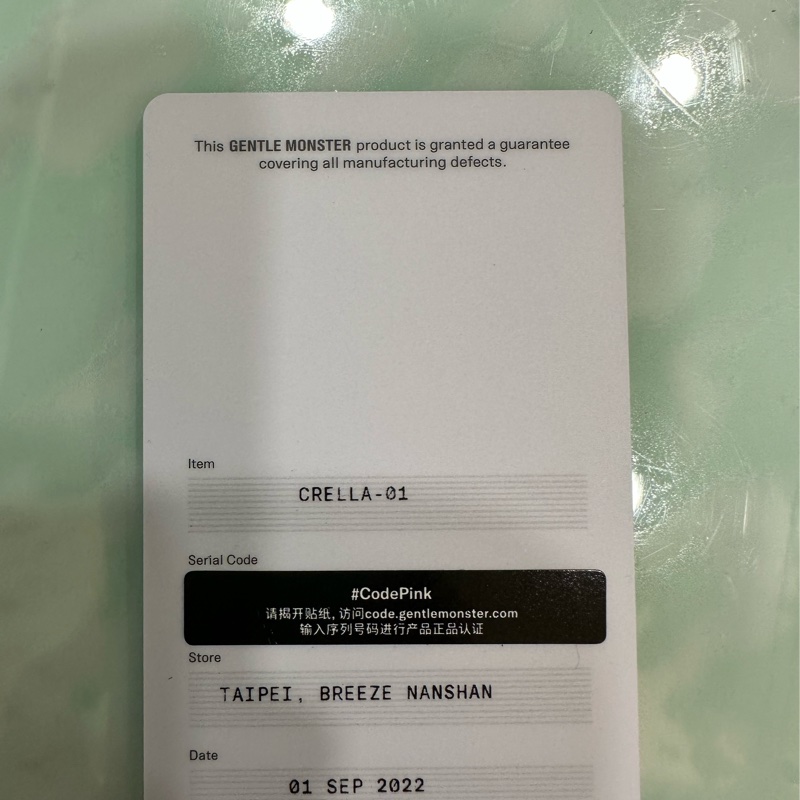 This GENTLE MONSTER product is granted a guarantee
covering all manufacturing defects.
Item
CRELLA-01
Serial Code
#CodePink
请揭开贴纸, 访问code.gentlemonster.com
输入序列号码进行产品正品认证
Store
TAIPEI, BREEZE NANSHAN
Date
01 SEP 2022